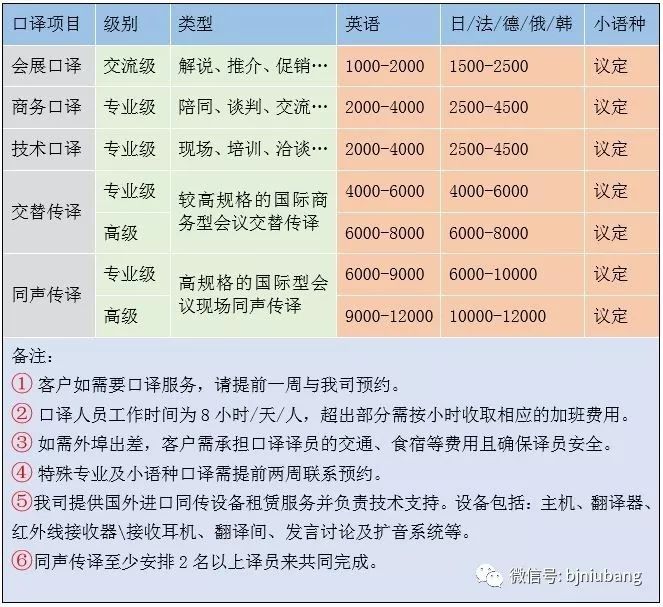 口译项目 级别 类型 英语 日/法/德/俄/韩 小语种
会展口译 交流级 解说、推介、促销… 1000-2000 1500-2500 议定
商务口译 专业级 陪同、谈判、交流… 2000-4000 2500-4500 议定
技术口译 专业级 现场、培训、洽谈… 2000-4000 2500-4500 议定
交替传译 专业级 较高规格的国际商 4000-6000 4000-6000 议定
务型会议交替传译
高级 6000-8000 6000-8000 议定
同声传译 专业级 高规格的国际型会 6000-9000 6000-10000 议定
议现场同声传译
高级 9000-12000 10000-12000 议定
备注：
① 客户如需要口译服务，请提前一周与我司预约。
② 口译人员工作时间为 8 小时/天/人，超出部分需按小时收取相应的加班费用。
③ 如需外埠出差，客户需承担口译译员的交通、食宿等费用且确保译员安全。
④ 特殊专业及小语种口译需提前两周联系预约。
⑤我司提供国外进口同传设备租赁服务并负责技术支持。设备包括：主机、翻译器、
红外线接收器\接收耳机、翻译间、发言讨论及扩音系统等。
⑥同声传译至少安排 2 名以上译员来共同完成。
微信号: bjniubang